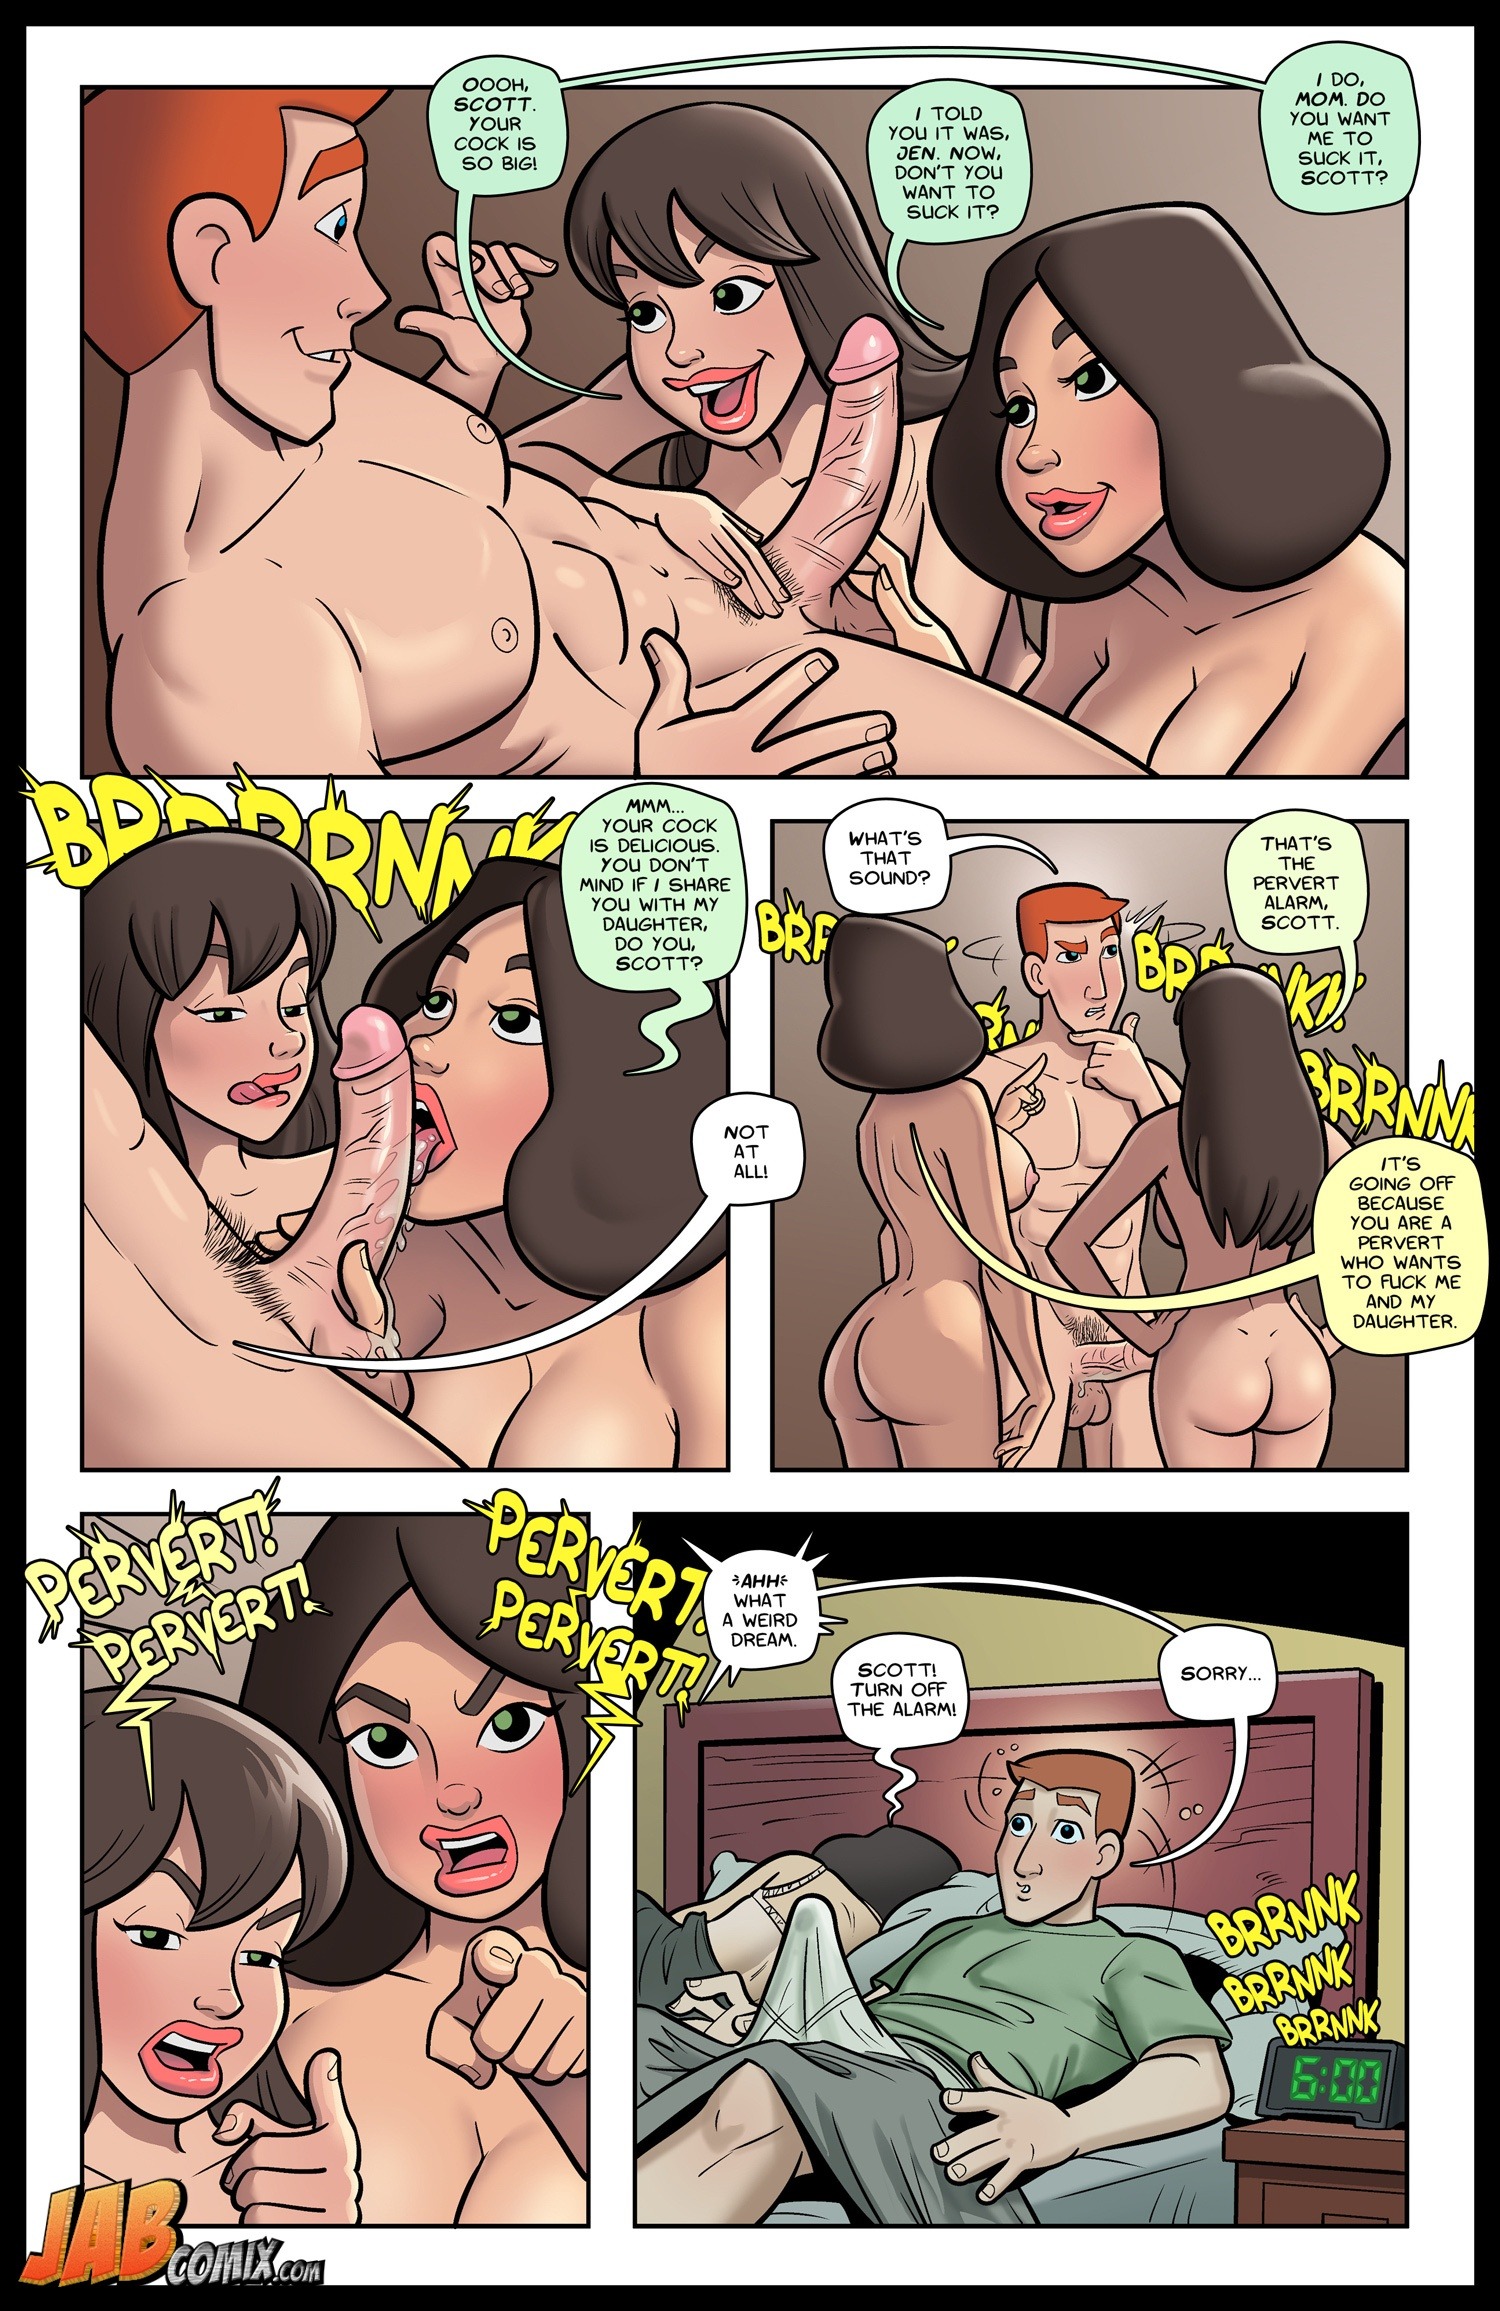 OOOH,
SCOTT.
YOUR
COCK IS
SO BIG!
I TOLD
YOU IT WAS,
JEN. NOW,
DON'T YOU
WANT TO
SUCK IT?
I DO,
MOM. DO
YOU WANT
ME TO
SUCK IT,
SCOTT?
MMM...
YOUR COCK
IS DELICIOUS.
YOU DON'T
MIND IF I SHARE
YOU WITH MY
DAUGHTER,
DO YOU,
SCOTT?
NOT
AT
ALL!
WHAT'S
THAT
SOUND?
THAT'S
THE
PERVERT
ALARM,
SCOTT.
IT'S
GOING OFF
BECAUSE
YOU ARE A
PERVERT
WHO WANTS
TO FUCK ME
AND MY
DAUGHTER.
PERVERT!
PERVERT!
PERVERT!
PERVERT!
AHH
WHAT
A WEIRD
DREAM.
SCOTT!
TURN OFF
THE ALARM!
SORRY...
BRRNNK
BRRNNK
BRRNNK
6:00
JAB
COMIX.COM